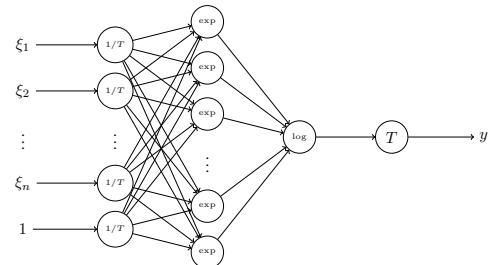 exp
ξ₁ 1/T
exp
ξ₂ 1/T
exp
⋮ ⋮ ⋮ log T y
ξₙ 1/T
exp
1 1/T
exp